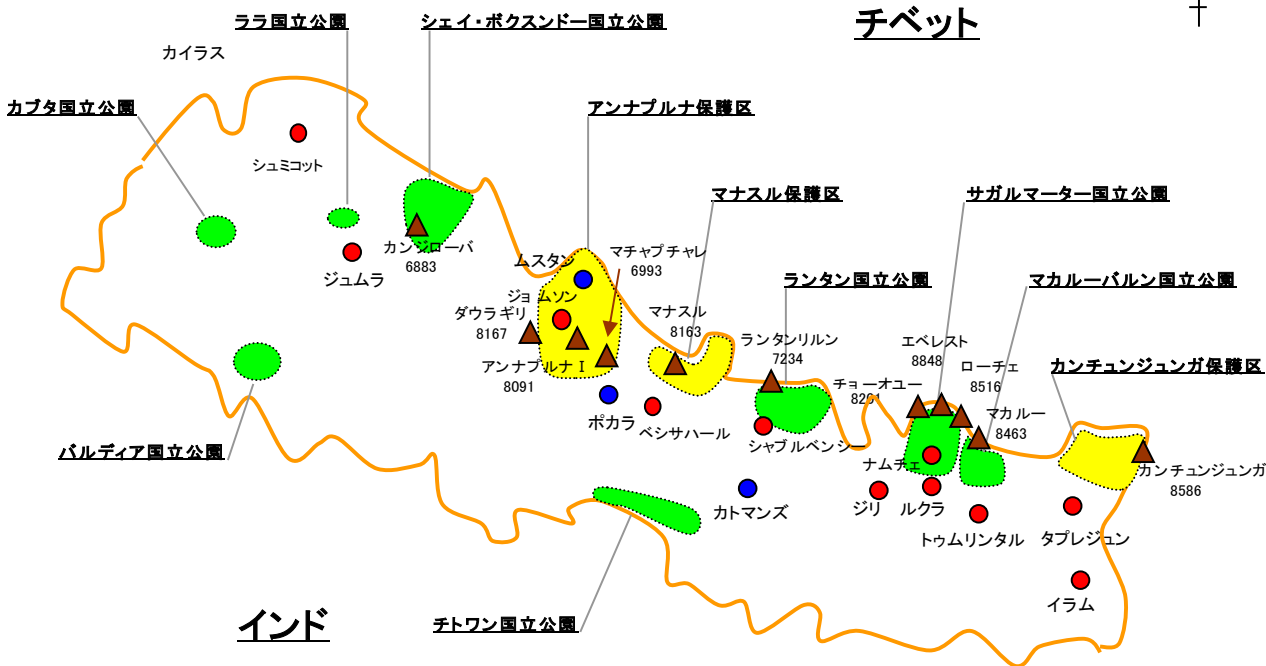 チベット
ララ国立公園
シェイ・ボクスンドー国立公園
カイラス
カブタ国立公園
アンナプルナ保護区
シュミコット
マナスル保護区
サガルマーター国立公園
カンジローバ
6883
ジュムラ
ムスタン
マチャプチャレ
6993
ランタン国立公園
マカルーバルン国立公園
ジョムソン
ダウラギリ
8167
マナスル
8163
ランタンリルン
7234
エベレスト
8848
ローチェ
8516
アンナプルナ I
8091
チョーオユー
8201
カンチュンジュンガ保護区
マカルー
8463
ポカラ
ベシサハール
シャブルベンシー
バルディア国立公園
ナムチェ
カンチュンジュンガ
8586
カトマンズ
ジリ
ルクラ
トゥムリンタル
タプレジュン
イラム
インド
チトワン国立公園